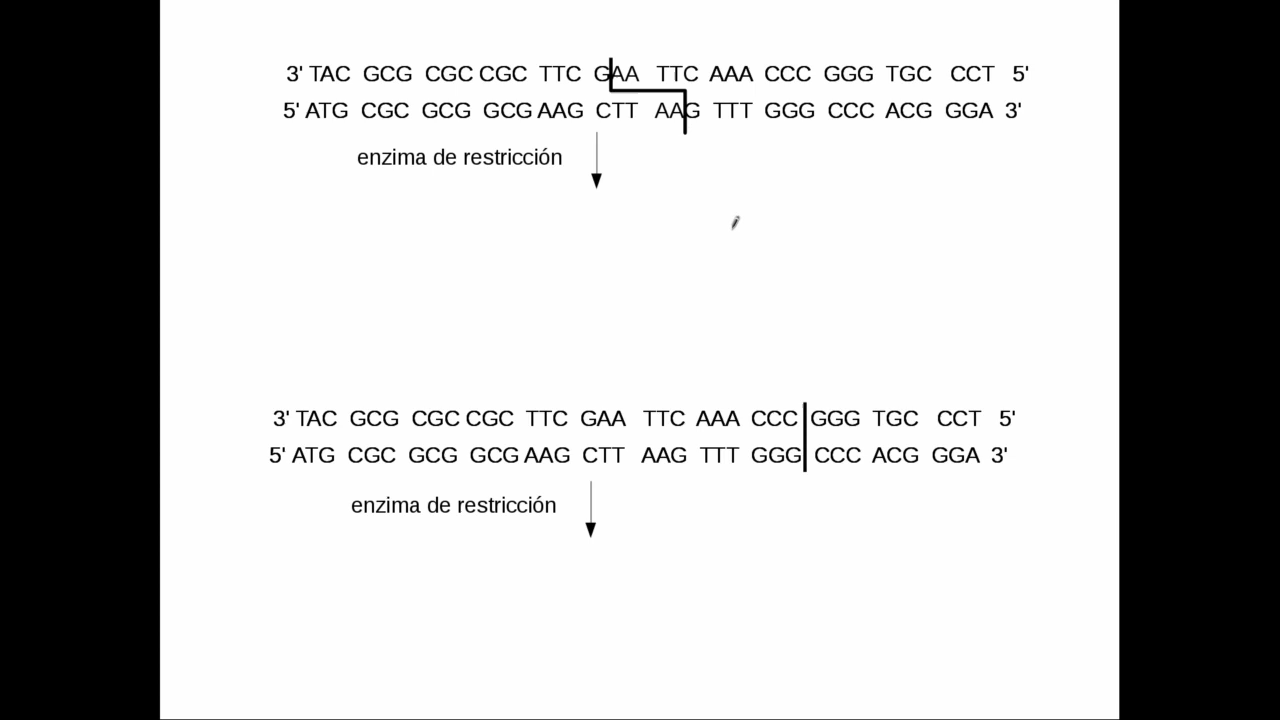 3' TAC GCG CGC CGC TTC GAA TTC AAA CCC GGG TGC CCT 5'
5' ATG CGC GCG GCG AAG CTT AAG TTT GGG CCC ACG GGA 3'
enzima de restricción
3' TAC GCG CGC CGC TTC GAA TTC AAA CCC GGG TGC CCT 5'
5' ATG CGC GCG GCG AAG CTT AAG TTT GGG CCC ACG GGA 3'
enzima de restricción